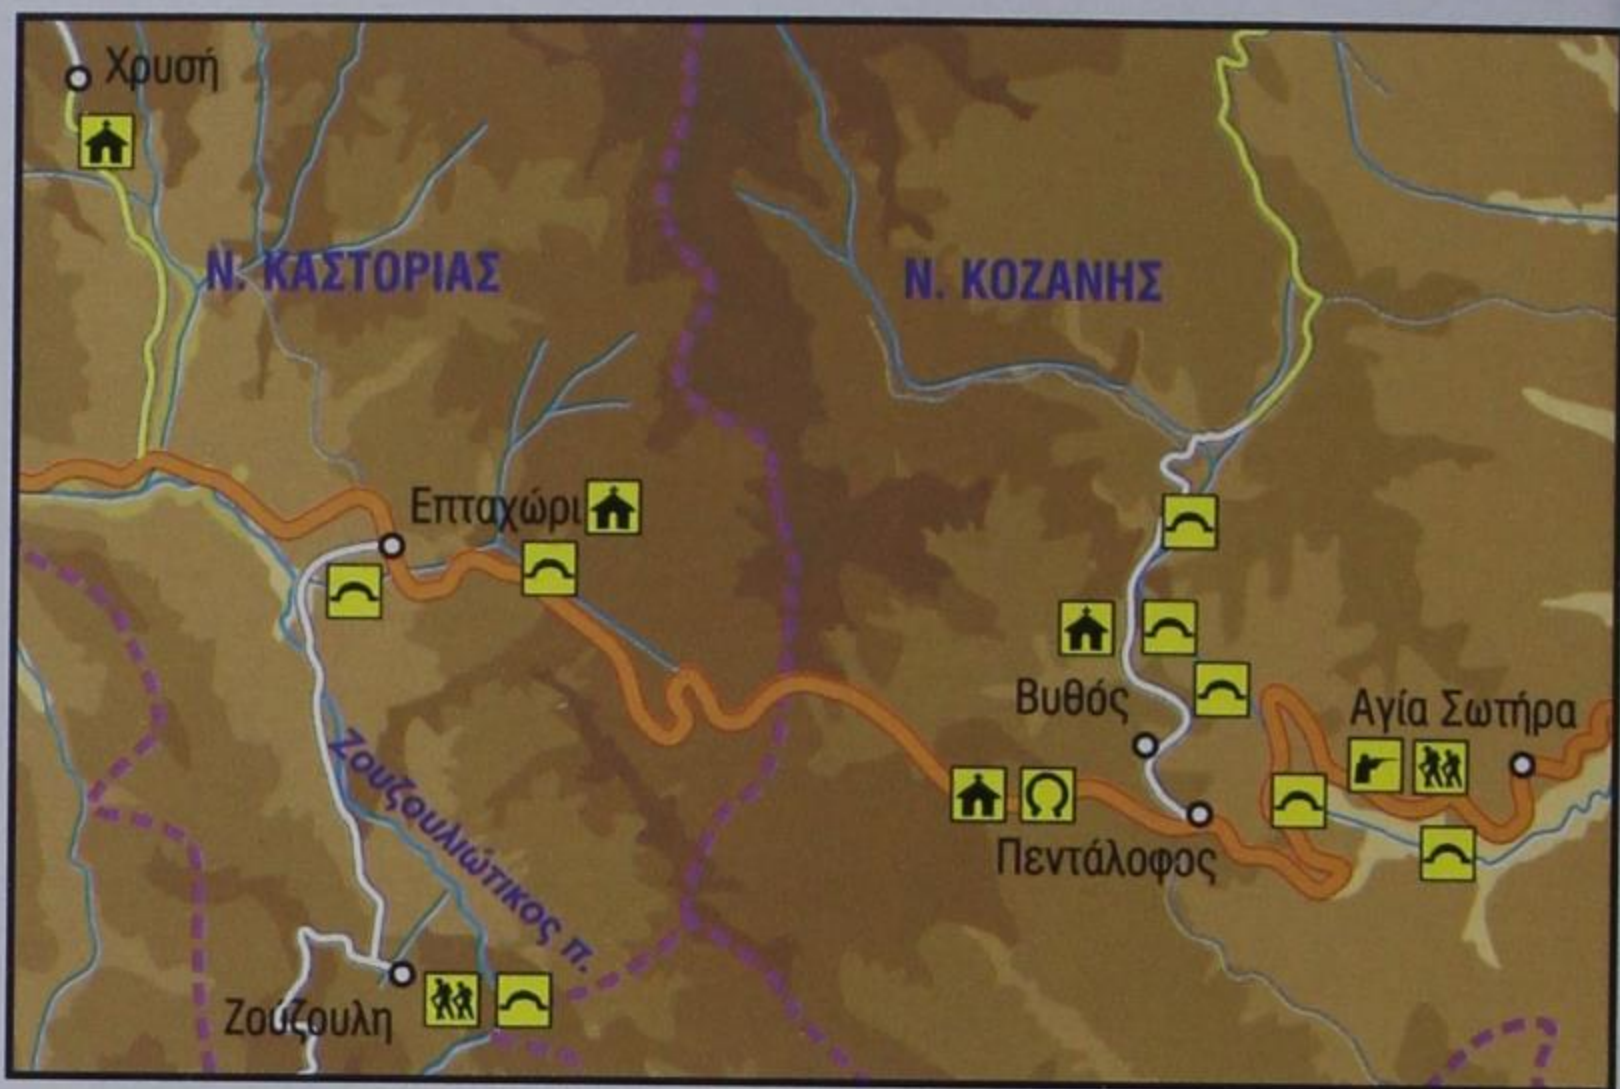 Χρυσή
Ν. ΚΑΣΤΟΡΙΑΣ
Ν. ΚΟΖΑΝΗΣ
Επταχώρι
Βυθός
Αγία Σωτήρα
Ζουζουλιώτικος π.
Πεντάλοφος
Ζούζουλη